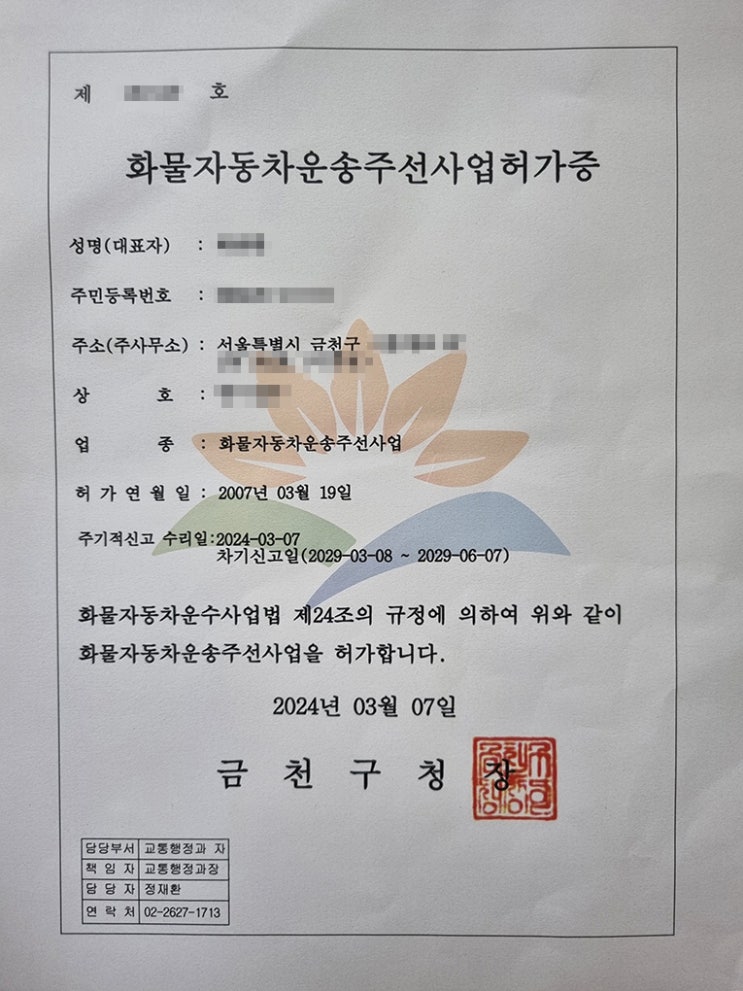 제 호
화물자동차운송주선사업허가증
성명(대표자) :
주민등록번호 :
주소(주사무소) : 서울특별시 금천구
상 호 :
업 종 : 화물자동차운송주선사업
허 가 연 월 일 : 2007년 03월 19일
주기적신고 수리일:2024-03-07
차기신고일(2029-03-08 ~ 2029-06-07)
화물자동차운수사업법 제24조의 규정에 의하여 위와 같이
화물자동차운송주선사업을 허가합니다.
2024년 03월 07일
금 천 구 청 장
담당부서 교통행정과 자
책 임 자 교통행정과장
담 당 자 정재환
연 락 처 02-2627-1713